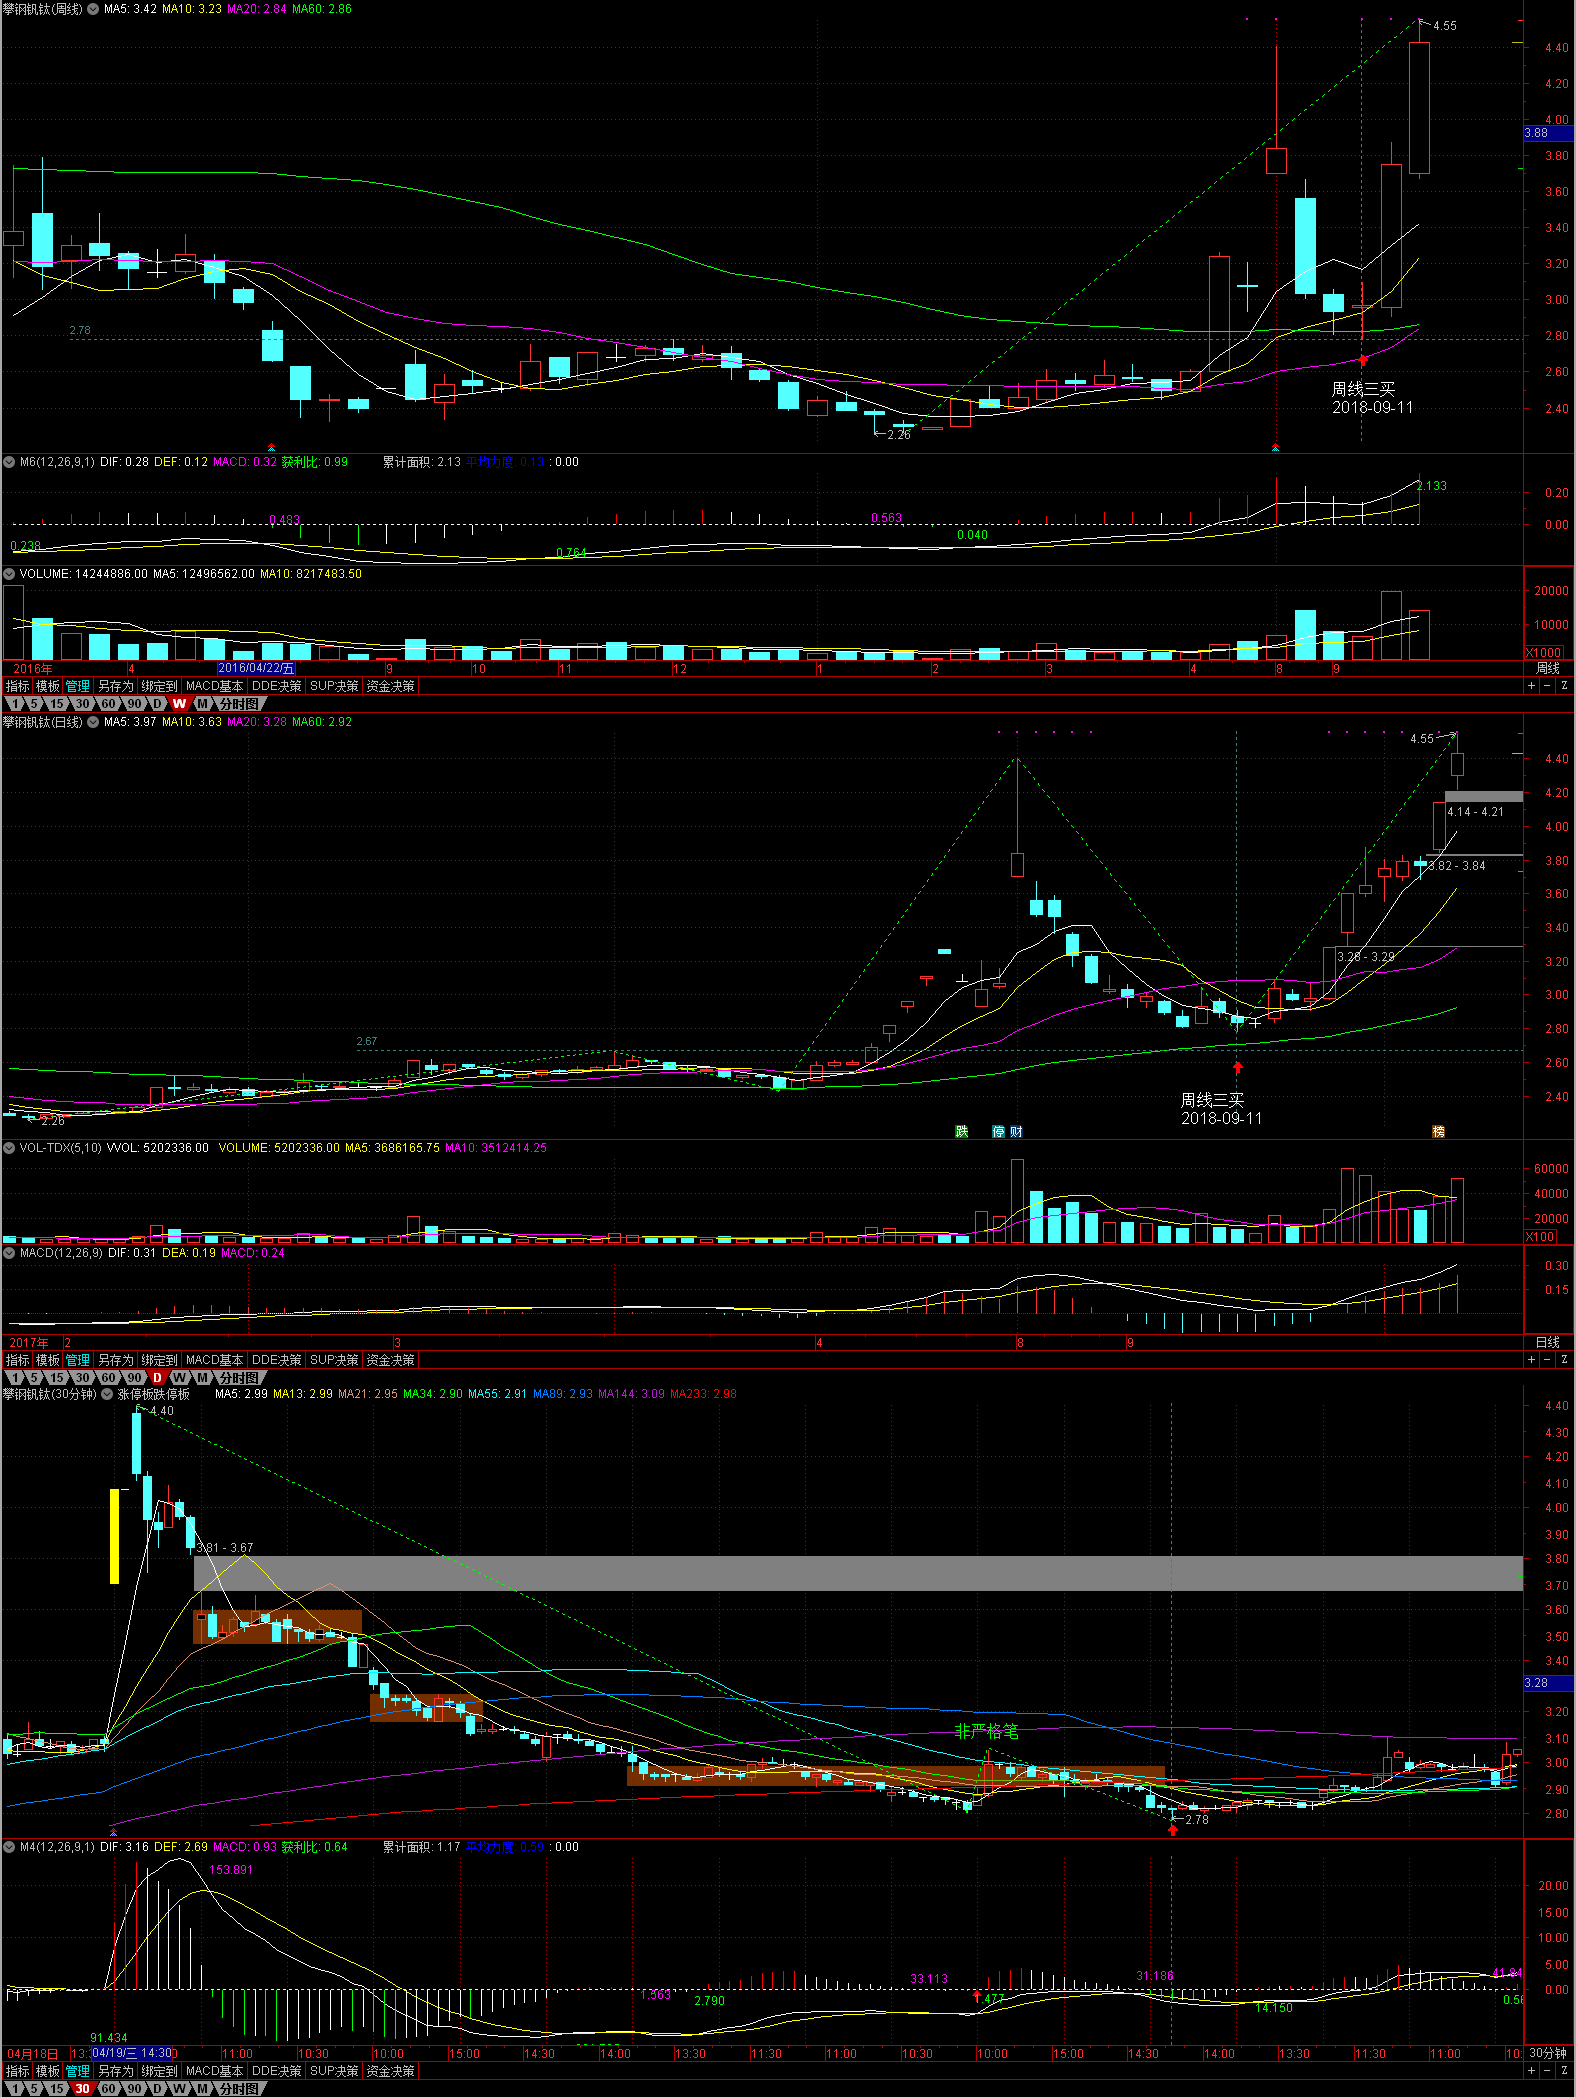 攀钢钒钛(周线) MA5: 3.42 MA10: 3.23 MA20: 2.84 MA60: 2.86
4.55
4.40
4.20
4.00
3.88
3.80
3.60
3.40
3.20
3.00
2.78
2.80
2.60
周线三买
2018-09-11
2.40
2.26
M6(12,26,9,1) DIF: 0.28 DEF: 0.12 MACD: 0.32 获利比: 0.99 累计面积: 2.13 平均力度: 0.13 : 0.00
2.133
0.20
0.483
0.563
0.00
0.040
0.238
0.764
VOLUME: 14244886.00 MA5: 12496562.00 MA10: 8217483.50
20000
10000
X1000
2016年 4 2016/04/22/五 9 10 11 12 1 2 3 4 8 9 周线
指标 模板 管理 另存为 绑定到 MACD基本 DDE决策 SUP决策 资金决策 + - Z
1 5 15 30 60 90 D W M 分时图
攀钢钒钛(日线) MA5: 3.97 MA10: 3.63 MA20: 3.28 MA60: 2.92
4.55
4.40
4.20
4.14 - 4.21
4.00
3.80
3.82 - 3.84
3.60
3.40
3.20
3.28 - 3.29
3.00
2.80
2.67
2.60
2.40
周线三买
2018-09-11
2.26
跌 停 财 榜
VOL-TDX(5,10) VVOL: 5202336.00 VOLUME: 5202336.00 MA5: 3686165.75 MA10: 3512414.25
60000
40000
20000
X100
MACD(12,26,9) DIF: 0.31 DEA: 0.19 MACD: 0.24
0.30
0.15
2017年 2 3 4 8 9 日线
指标 模板 管理 另存为 绑定到 MACD基本 DDE决策 SUP决策 资金决策 + - Z
1 5 15 30 60 90 D W M 分时图
攀钢钒钛(30分钟) 涨停板跌停板 MA5: 2.99 MA13: 2.99 MA21: 2.95 MA34: 2.90 MA55: 2.91 MA89: 2.93 MA144: 3.09 MA233: 2.98
4.40
4.40
4.30
4.20
4.10
4.00
3.90
3.81 - 3.67
3.80
3.70
3.60
3.50
3.40
3.28
3.20
非严格笔
3.10
3.00
2.90
2.80
2.78
M4(12,26,9,1) DIF: 3.16 DEF: 2.69 MACD: 0.93 获利比: 0.64 累计面积: 1.17 平均力度: 0.59 : 0.00
153.891
20.00
15.00
10.00
5.00
0.00
33.113
31.186
1.563
2.790
.477
14.150
91.434
04月18日 04/19/三 14:30 11:00 10:30 10:00 15:00 14:30 14:00 13:30 11:30 11:00 10:30 10:00 15:00 14:30 14:00 13:30 11:30 11:00 30分钟
指标 模板 管理 另存为 绑定到 MACD基本 DDE决策 SUP决策 资金决策 + - Z
1 5 15 30 60 90 D W M 分时图